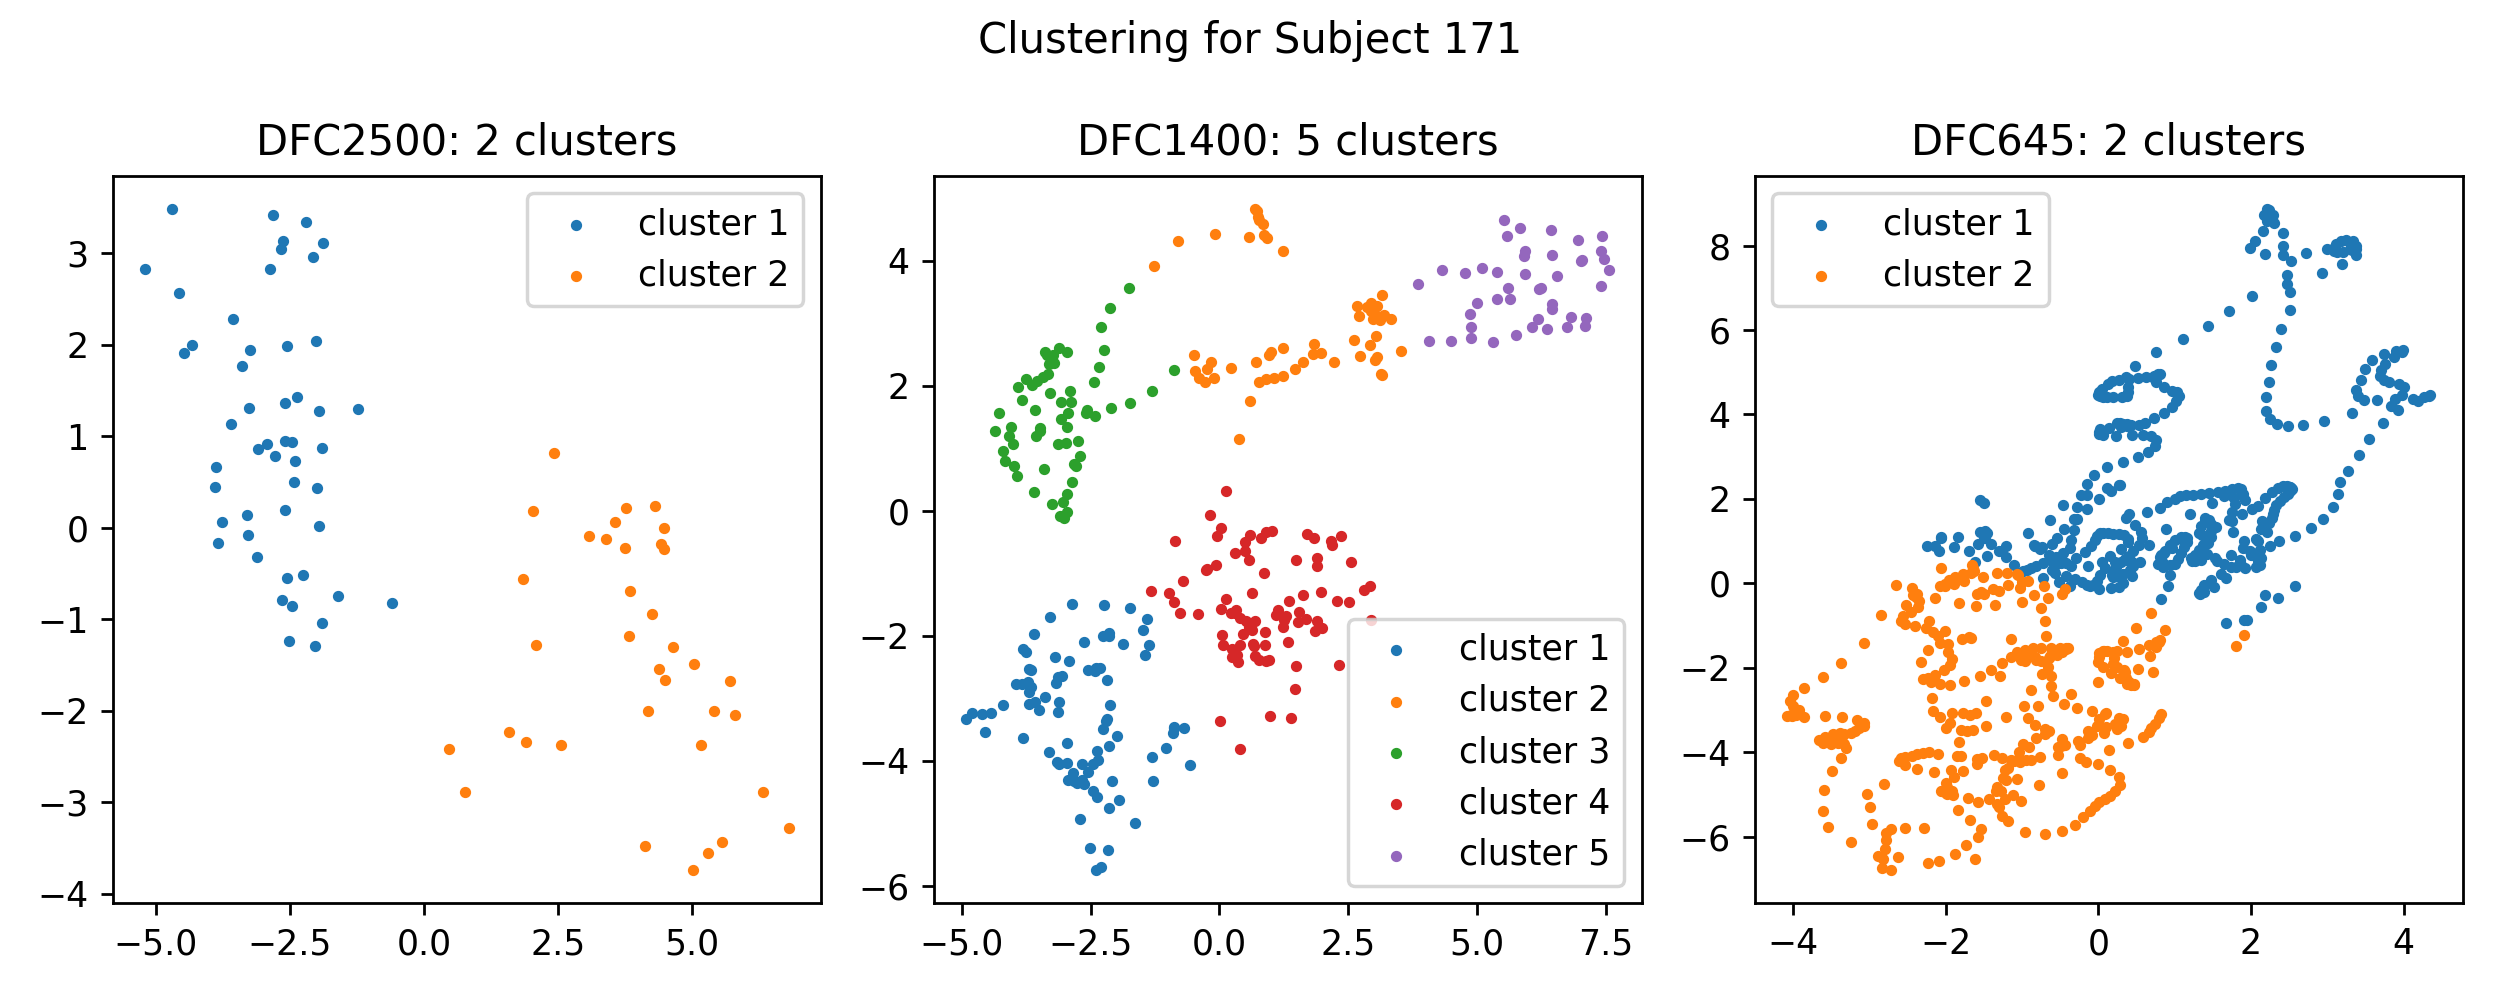 Clustering for Subject 171
DFC2500: 2 clusters
3
2
1
0
−1
−2
−3
−4
−5.0 −2.5 0.0 2.5 5.0
cluster 1
cluster 2
DFC1400: 5 clusters
4
2
0
−2
−4
−6
−5.0 −2.5 0.0 2.5 5.0 7.5
cluster 1
cluster 2
cluster 3
cluster 4
cluster 5
DFC645: 2 clusters
8
6
4
2
0
−2
−4
−6
−4 −2 0 2 4
cluster 1
cluster 2